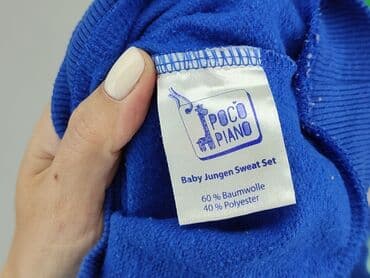 POCO
PIANO
Baby Jungen Sweat Set
60 % Baumwolle
40 % Polyester